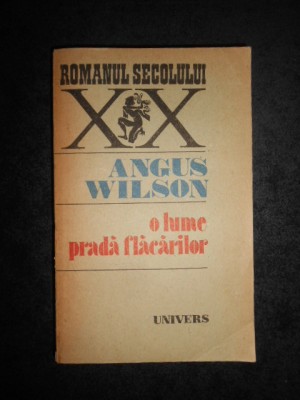 ROMANUL SECOLULUI
XX
ANGUS
WILSON
o lume
pradă flăcărilor
UNIVERS